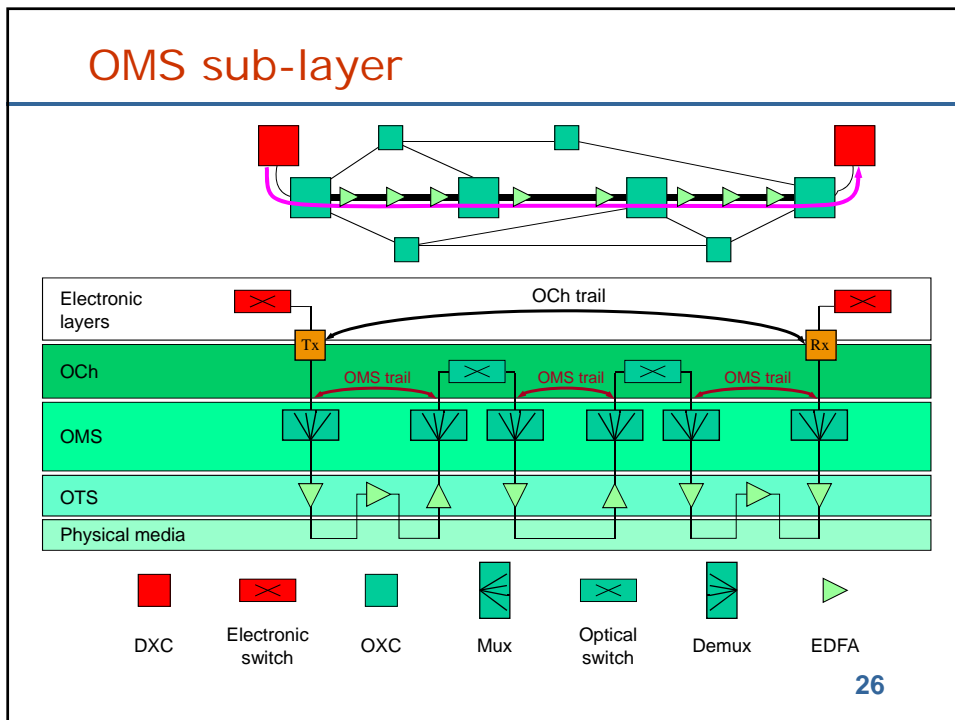 OMS sub-layer
Electronic
layers
OCh trail
Tx
Rx
OCh
OMS trail
OMS trail
OMS trail
OMS
OTS
Physical media
DXC
Electronic
switch
OXC
Mux
Optical
switch
Demux
EDFA
26